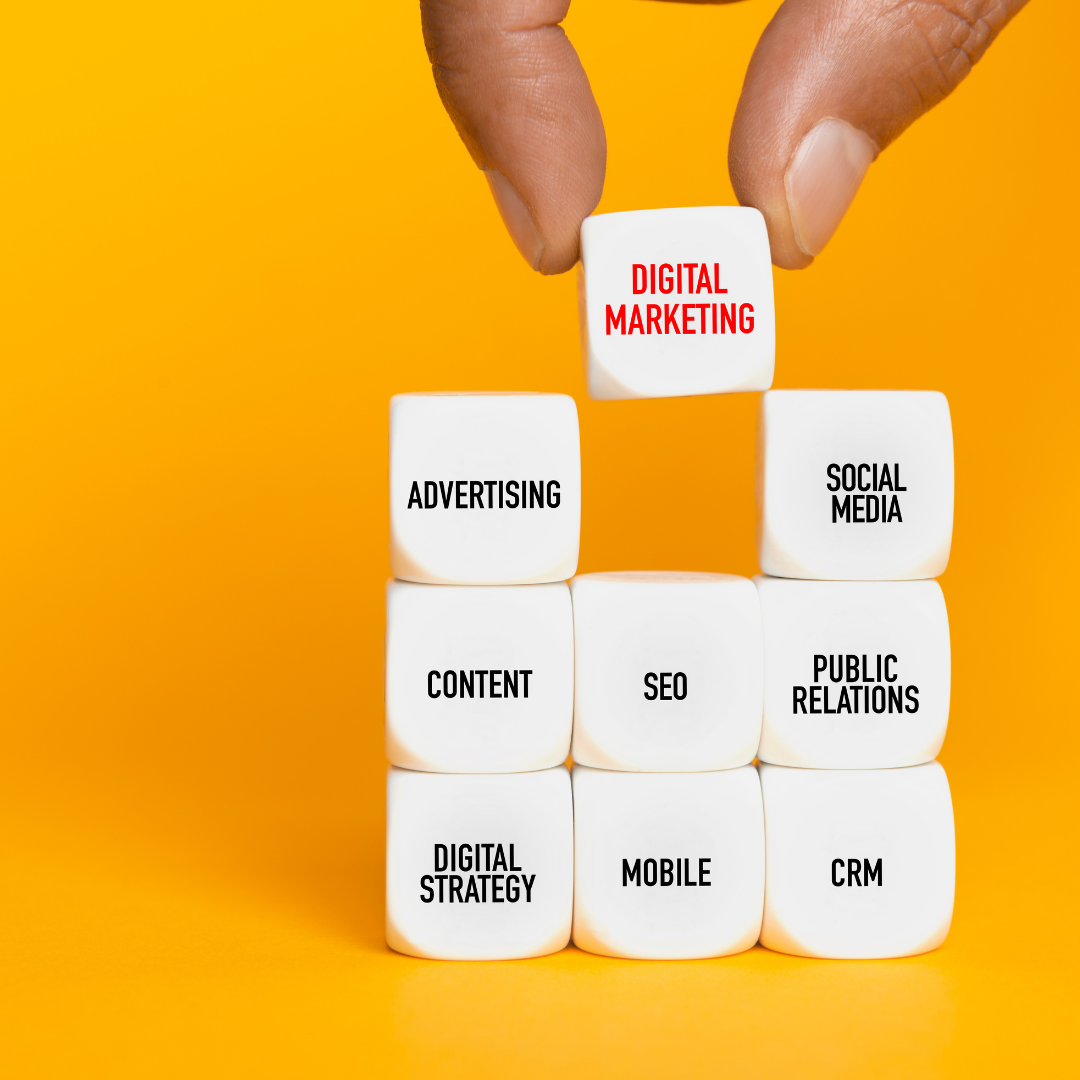 DIGITAL
MARKETING
ADVERTISING
SOCIAL
MEDIA
CONTENT
SEO
PUBLIC
RELATIONS
DIGITAL
STRATEGY
MOBILE
CRM